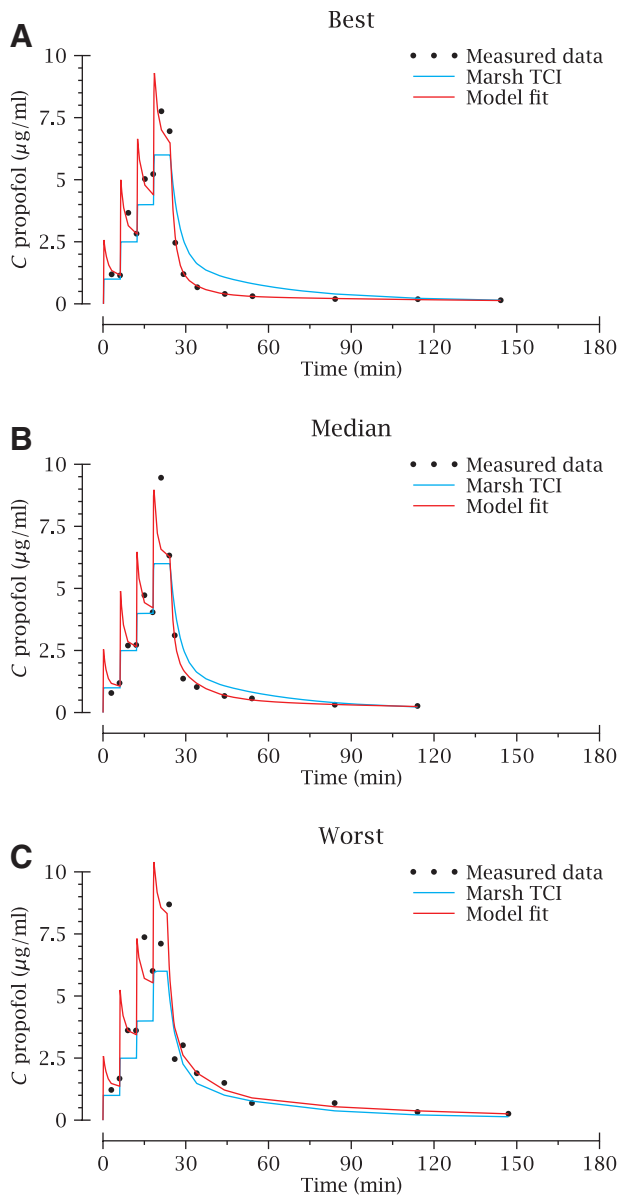 A
Best
Measured data
Marsh TCI
Model fit
C propofol (μg/ml)
10
7.5
5
2.5
0
0 30 60 90 120 150 180
Time (min)
B
Median
Measured data
Marsh TCI
Model fit
C propofol (μg/ml)
10
7.5
5
2.5
0
0 30 60 90 120 150 180
Time (min)
C
Worst
Measured data
Marsh TCI
Model fit
C propofol (μg/ml)
10
7.5
5
2.5
0
0 30 60 90 120 150 180
Time (min)